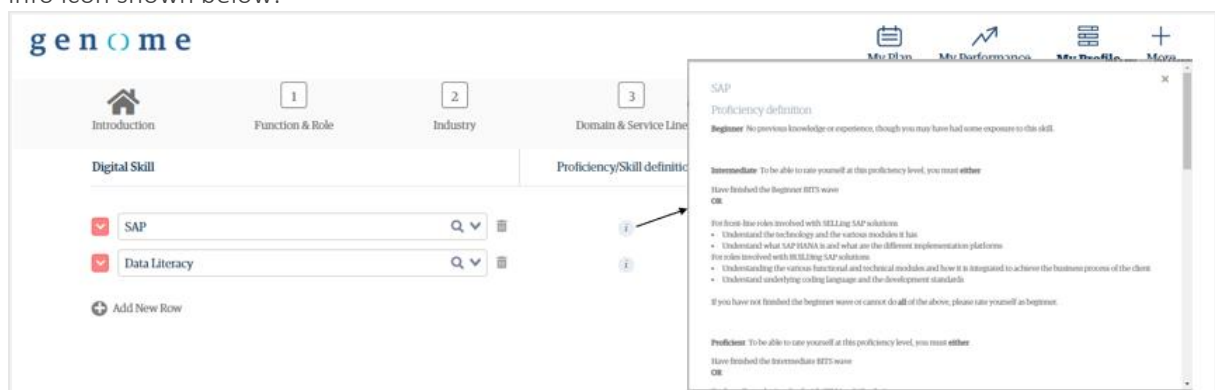 info icon shown below:
genome
My Plan
My Performance
My Profile
More
Introduction
1
Function & Role
2
Industry
3
Domain & Service Line
Digital Skill
Proficiency/Skill definitio
SAP
i
Data Literacy
i
Add New Row
SAP
Proficiency definition
Beginner No previous knowledge or experience, though you may have had some exposure to this skill.
Intermediate To be able to rate yourself at this proficiency level, you must either
Have finished the Beginner BITS wave
OR
For front-line roles involved with SELLing SAP solutions
• Understand the technology and the various modules it has
• Understand what SAP HANA is and what are the different implementation platforms
For roles involved with BUILDing SAP solutions
• Understanding the various functional and technical modules and how it is integrated to achieve the business process of the client
• Understand underlying coding language and the development standards
If you have not finished the beginner wave or cannot do all of the above, please rate yourself as beginner.
Proficient To be able to rate yourself at this proficiency level, you must either
Have finished the Intermediate BITS wave
OR